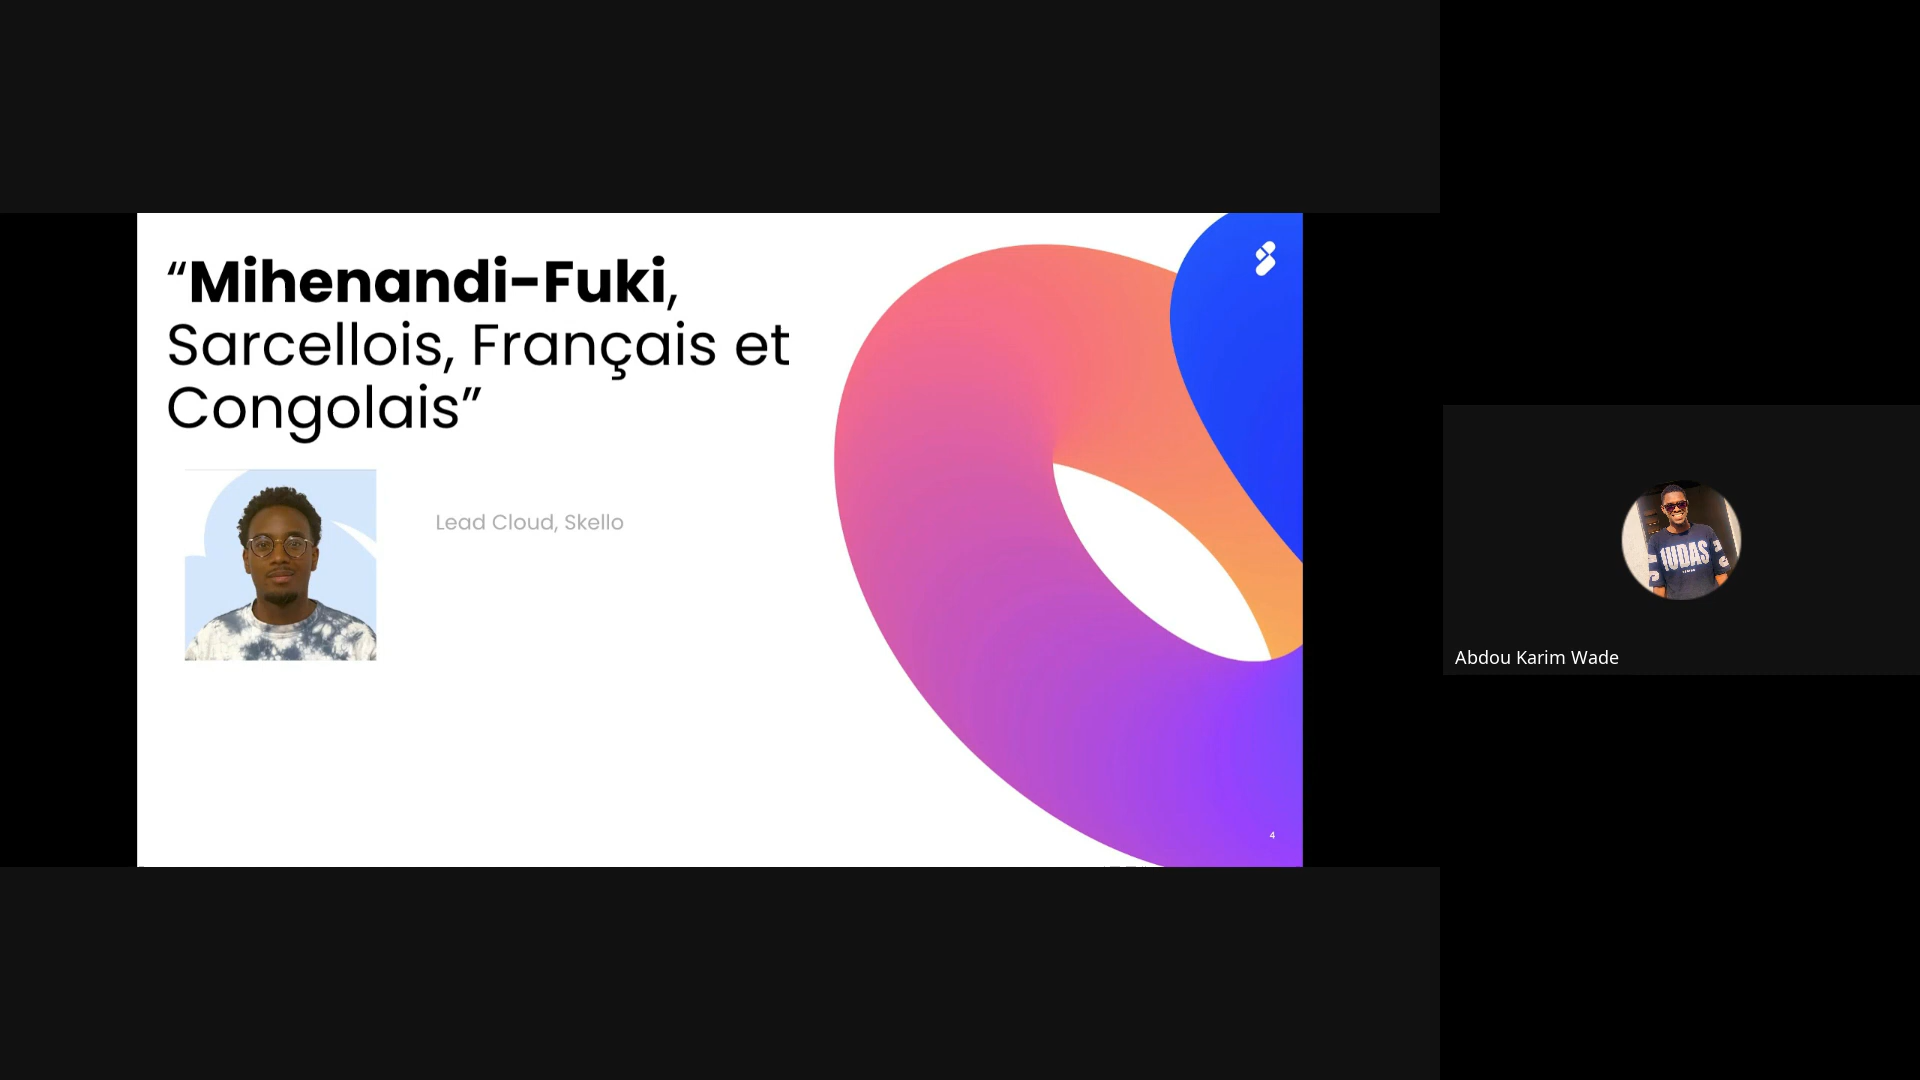 “Mihenandi-Fuki,
Sarcellois, Français et
Congolais”
Lead Cloud, Skello
4
Abdou Karim Wade